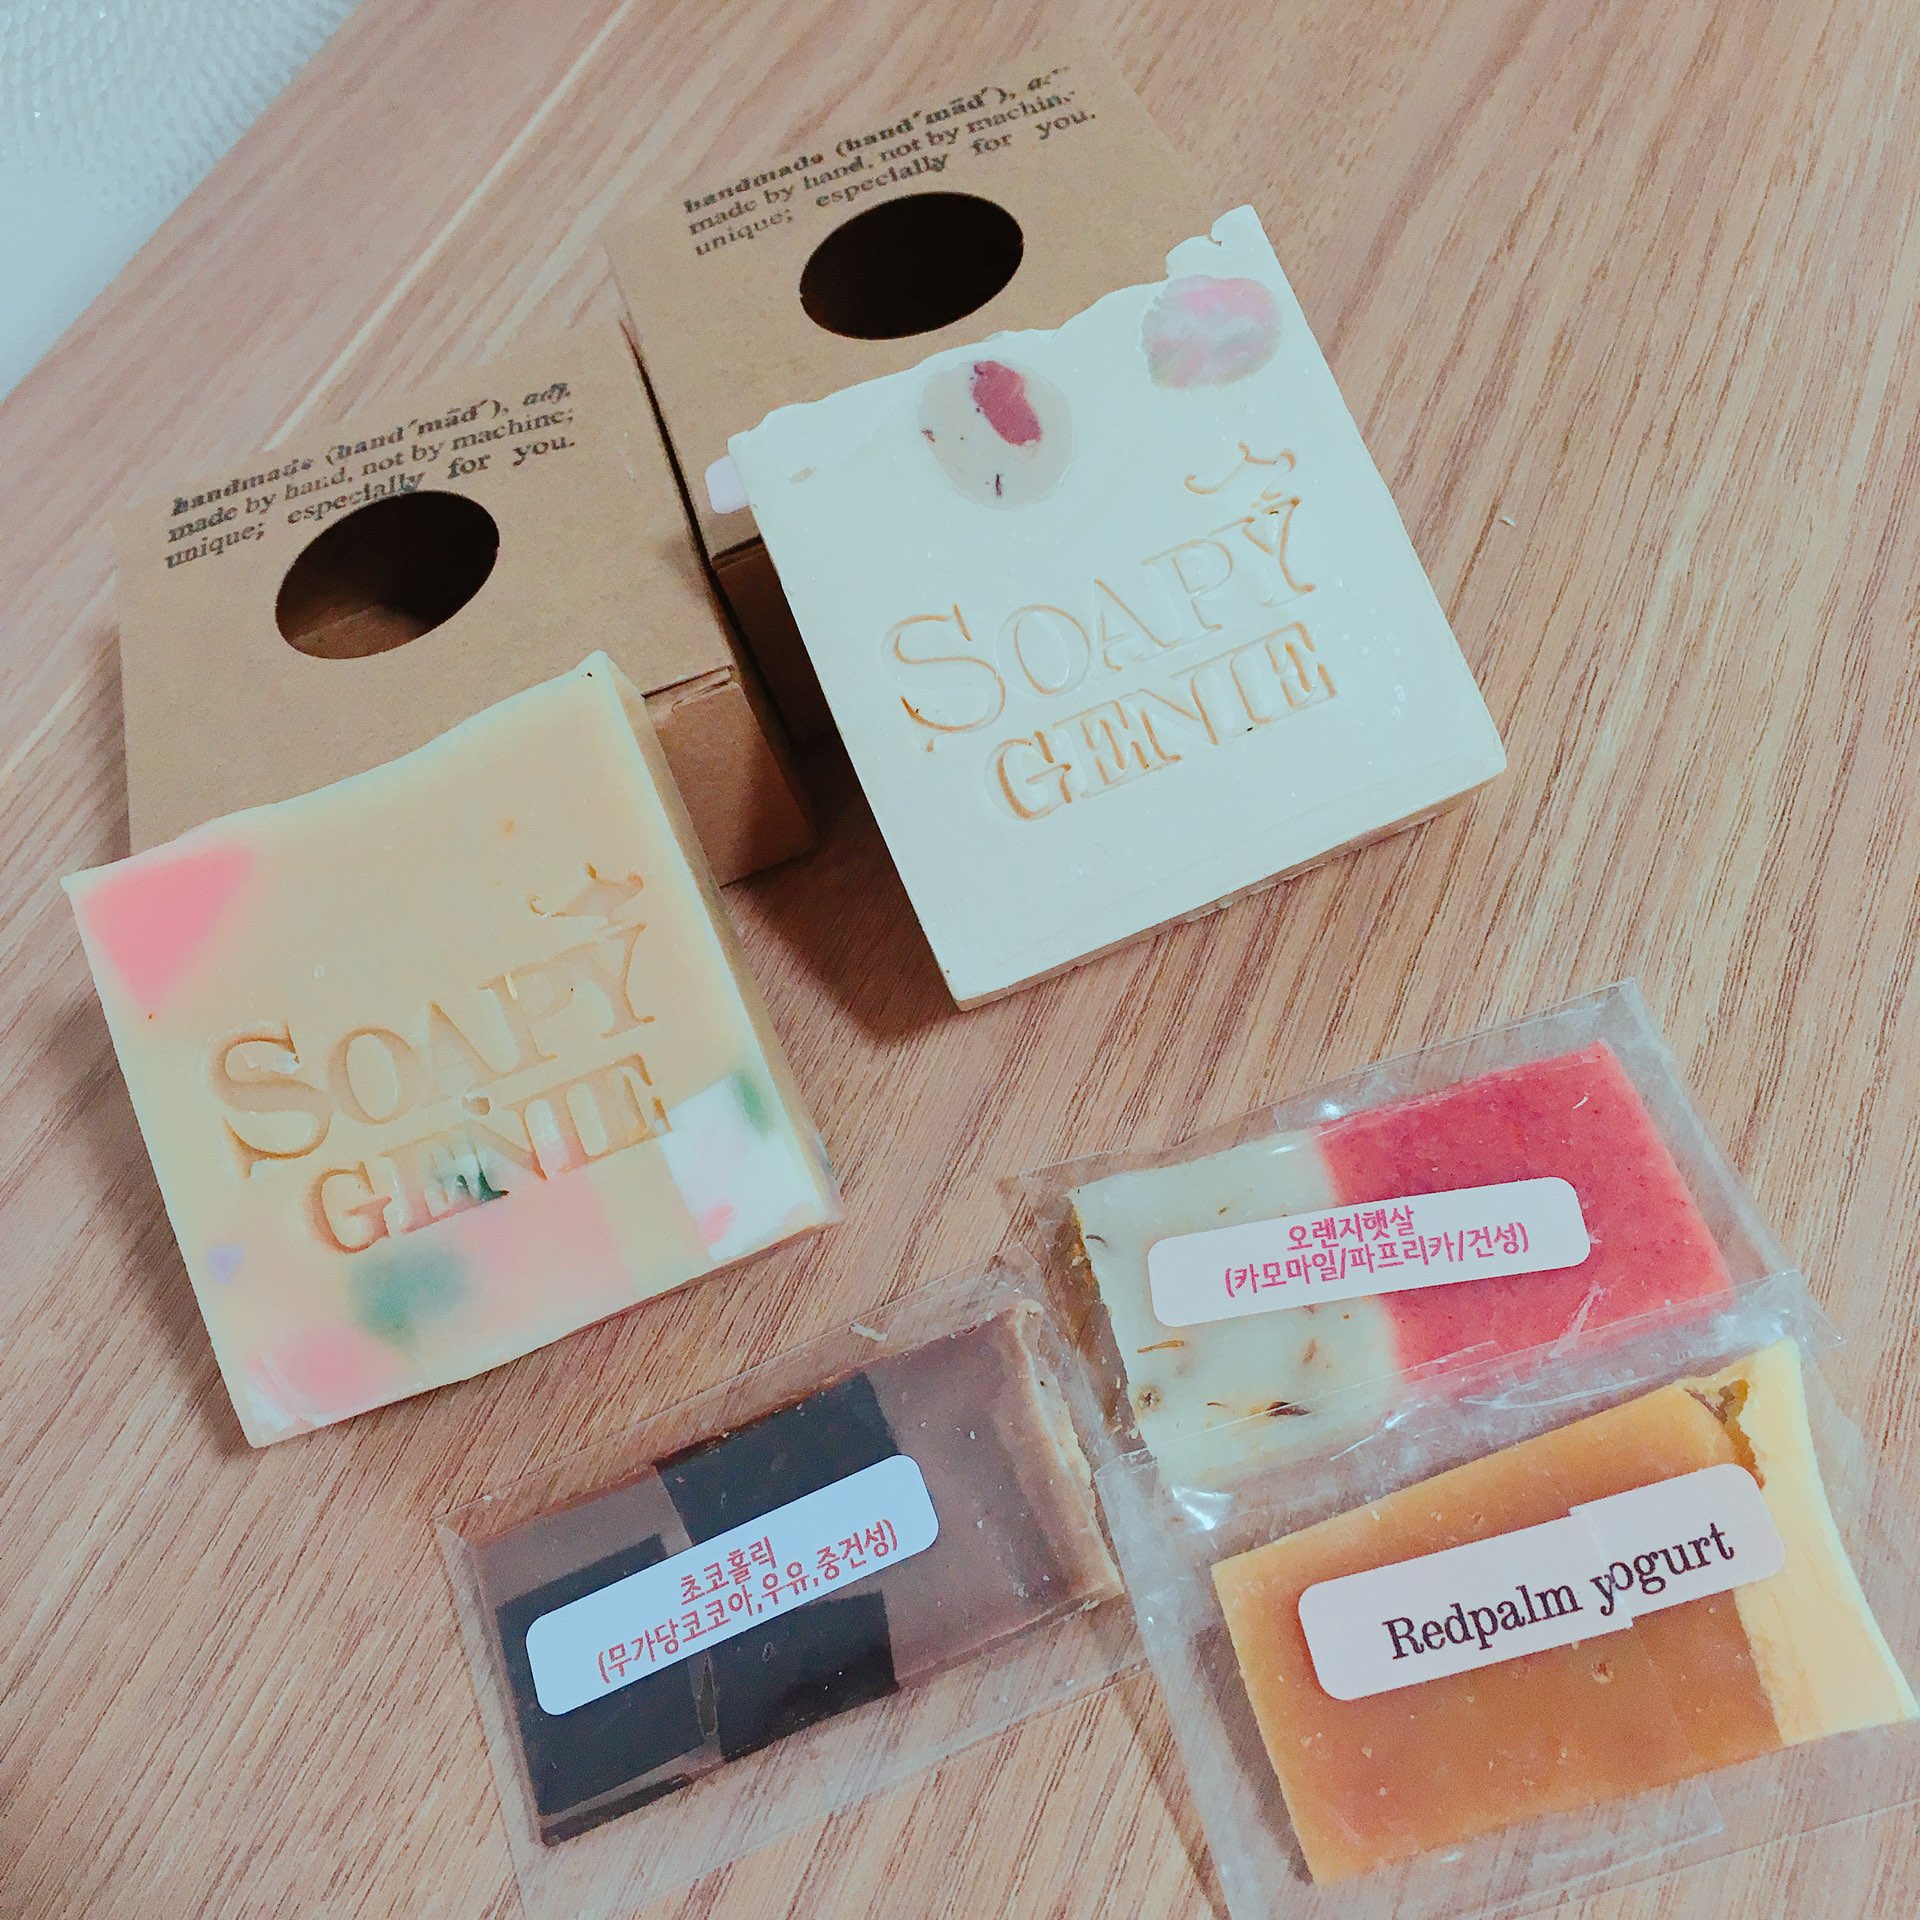 handmade (hand´mād´), adj.
made by hand, not by machine;
unique; especially for you.
handmade (hand´mād´),
made by hand, not by
unique; especially for you.
SOAPY
GENIE
SOAPY
GENIE
오렌지햇살
(카모마일/파프리카/건성)
초코홀릭
(무가당코코아,우유,중건성)
Redpalm yogurt